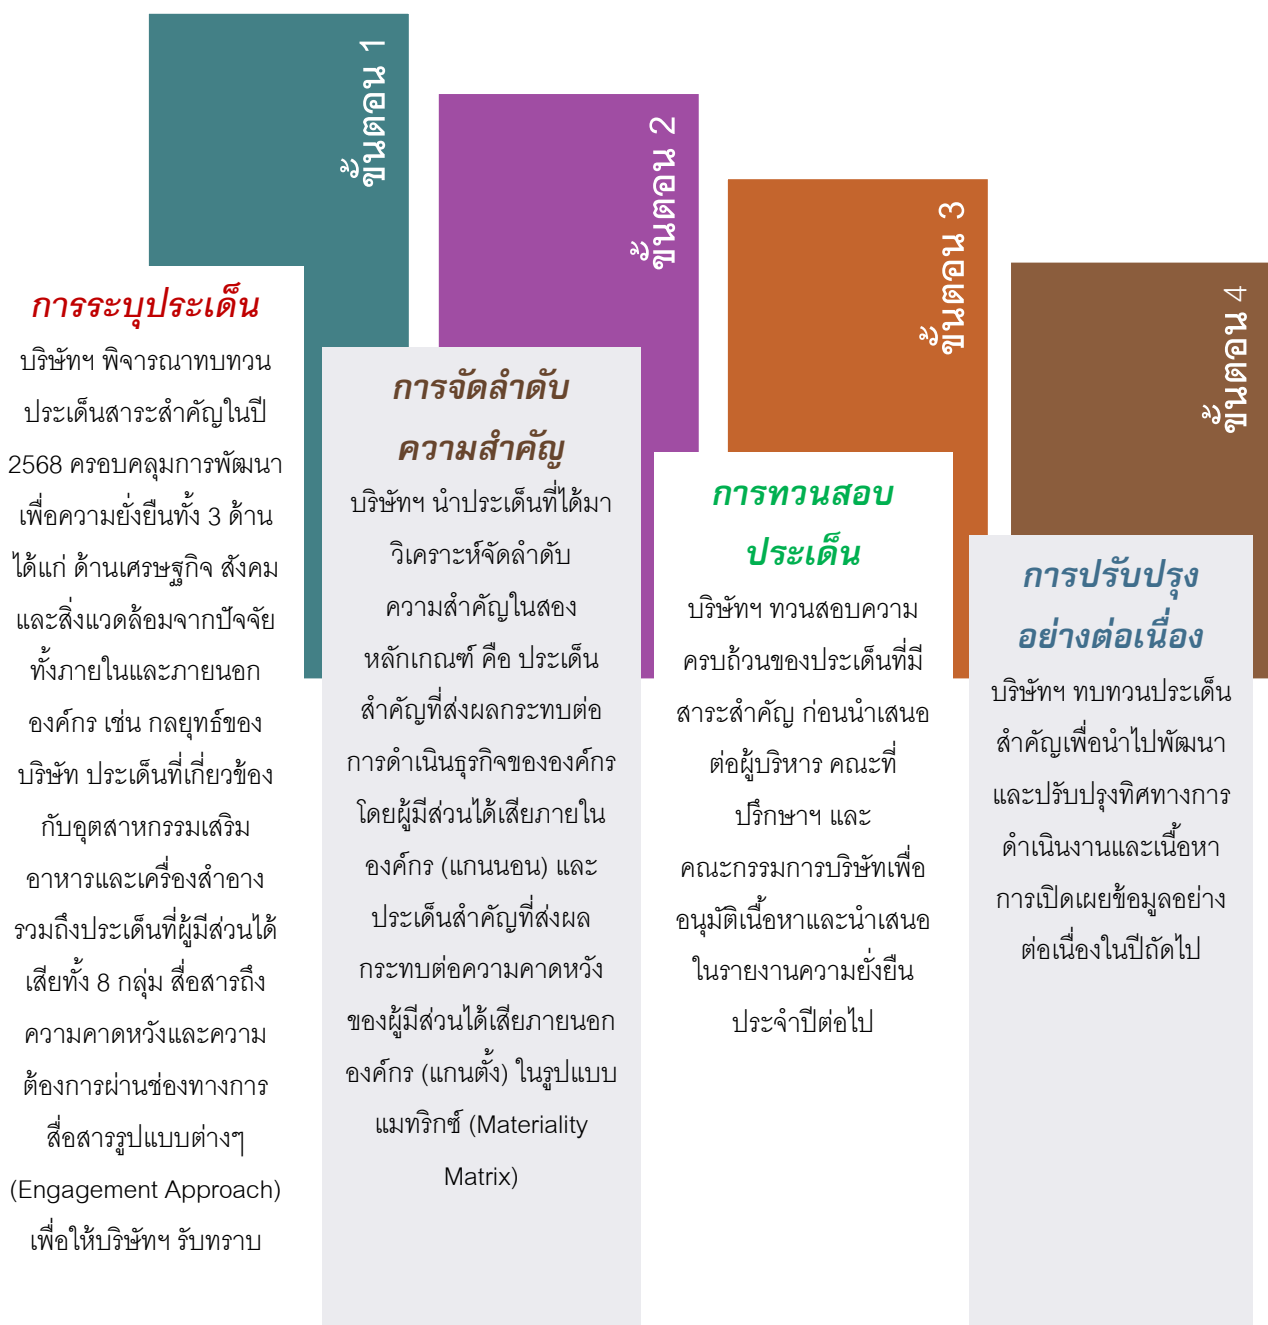 ขั้นตอน 1
การระบุประเด็น
บริษัทฯ พิจารณาทบทวน
ประเด็นสาระสำคัญในปี
2568 ครอบคลุมการพัฒนา
เพื่อความยั่งยืนทั้ง 3 ด้าน
ได้แก่ ด้านเศรษฐกิจ สังคม
และสิ่งแวดล้อมจากปัจจัย
ทั้งภายในและภายนอก
องค์กร เช่น กลยุทธ์ของ
บริษัท ประเด็นที่เกี่ยวข้อง
กับอุตสาหกรรมเสริม
อาหารและเครื่องสำอาง
รวมถึงประเด็นที่ผู้มีส่วนได้
เสียทั้ง 8 กลุ่ม สื่อสารถึง
ความคาดหวังและความ
ต้องการผ่านช่องทางการ
สื่อสารรูปแบบต่างๆ
(Engagement Approach)
เพื่อให้บริษัทฯ รับทราบ
ขั้นตอน 2
การจัดลำดับ
ความสำคัญ
บริษัทฯ นำประเด็นที่ได้มา
วิเคราะห์จัดลำดับ
ความสำคัญในสอง
หลักเกณฑ์ คือ ประเด็น
สำคัญที่ส่งผลกระทบต่อ
การดำเนินธุรกิจขององค์กร
โดยผู้มีส่วนได้เสียภายใน
องค์กร (แกนนอน) และ
ประเด็นสำคัญที่ส่งผล
กระทบต่อความคาดหวัง
ของผู้มีส่วนได้เสียภายนอก
องค์กร (แกนตั้ง) ในรูปแบบ
แมทริกซ์ (Materiality
Matrix)
ขั้นตอน 3
การทวนสอบ
ประเด็น
บริษัทฯ ทวนสอบความ
ครบถ้วนของประเด็นที่มี
สาระสำคัญ ก่อนนำเสนอ
ต่อผู้บริหาร คณะที่
ปรึกษาฯ และ
คณะกรรมการบริษัทเพื่อ
อนุมัติเนื้อหาและนำเสนอ
ในรายงานความยั่งยืน
ประจำปีต่อไป
ขั้นตอน 4
การปรับปรุง
อย่างต่อเนื่อง
บริษัทฯ ทบทวนประเด็น
สำคัญเพื่อนำไปพัฒนา
และปรับปรุงทิศทางการ
ดำเนินงานและเนื้อหา
การเปิดเผยข้อมูลอย่าง
ต่อเนื่องในปีถัดไป